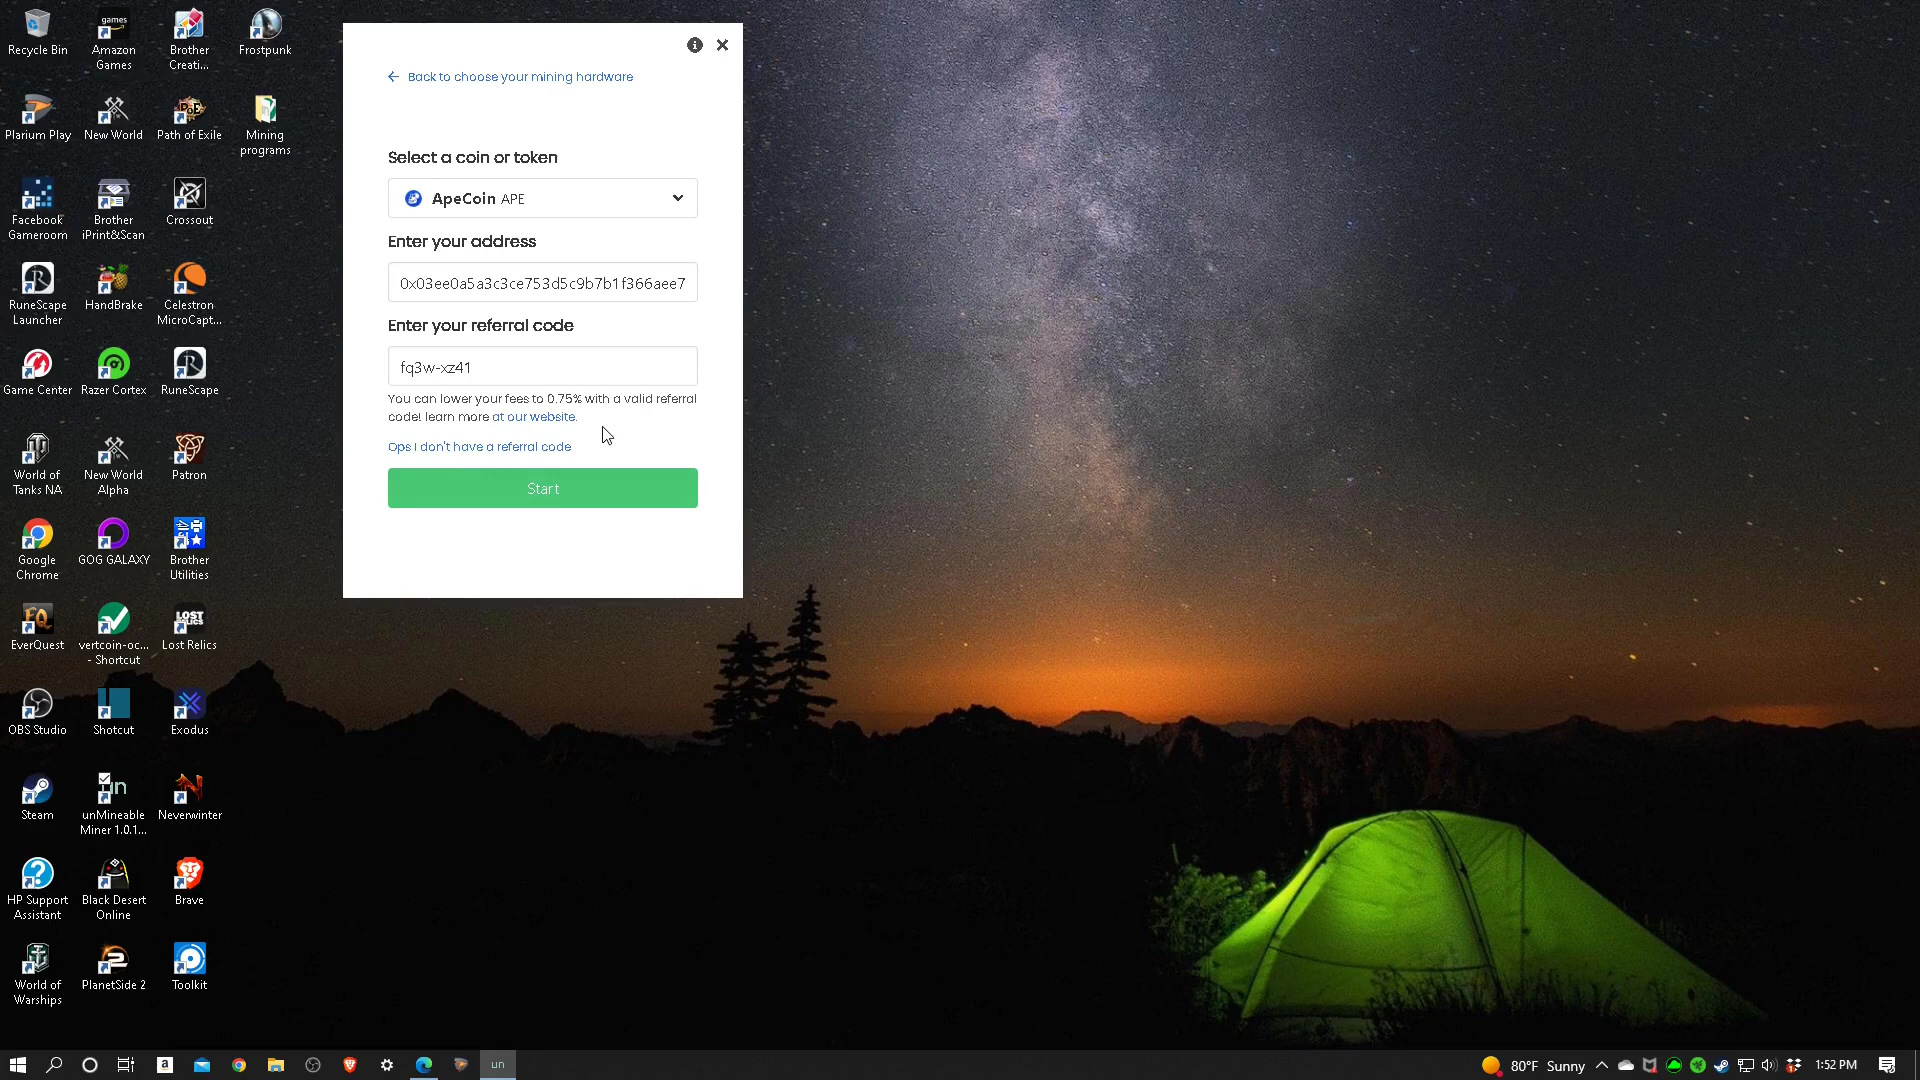 Recycle Bin
Amazon
Games
Brother
Creati...
Frostpunk
Plarium Play
New World
Path of Exile
Mining
programs
Facebook
Gameroom
Brother
iPrint&Scan
Crossout
RuneScape
Launcher
HandBrake
Celestron
MicroCapt...
Game Center
Razer Cortex
RuneScape
World of
Tanks NA
New World
Alpha
Patron
Google
Chrome
GOG GALAXY
Brother
Utilities
EverQuest
vertcoin-oc...
- Shortcut
Lost Relics
OBS Studio
Shotcut
Exodus
Steam
unMineable
Miner 1.0.1...
Neverwinter
HP Support
Assistant
Black Desert
Online
Brave
World of
Warships
PlanetSide 2
Toolkit
Back to choose your mining hardware
Select a coin or token
ApeCoin APE
Enter your address
0x03ee0a5a3c3ce753d5c9b7b1f366aee7
Enter your referral code
fq3w-xz41
You can lower your fees to 0.75% with a valid referral
code! learn more at our website.
Ops I don't have a referral code
Start
un
80°F Sunny
1:52 PM